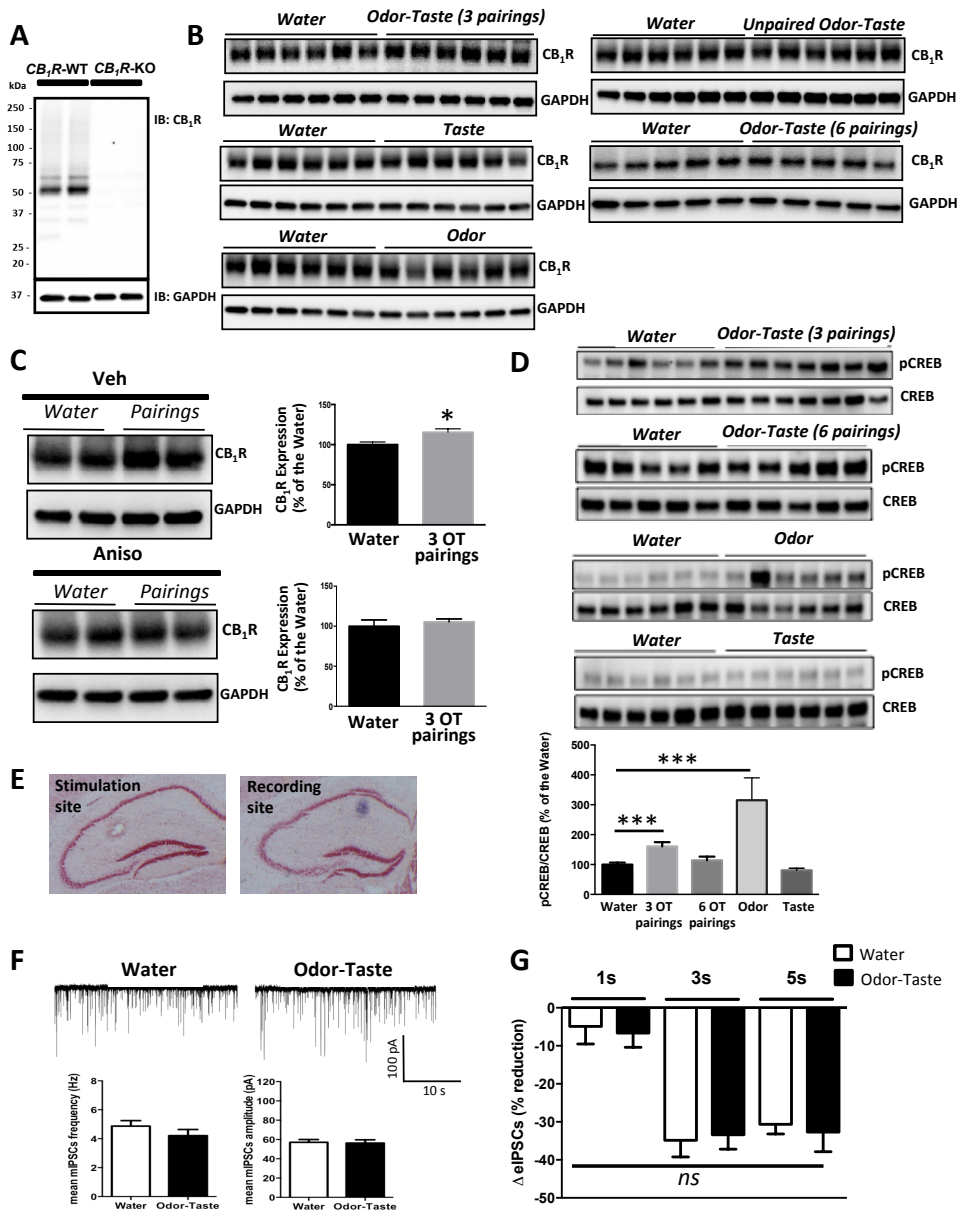 A
CB1R-WT CB1R-KO
kDa
250 -
150 -
100 -
75 -
50 -
37 -
25 -
20 -
37 -
IB: CB1R
IB: GAPDH
B
Water Odor-Taste (3 pairings)
CB1R
GAPDH
Water Unpaired Odor-Taste
CB1R
GAPDH
Water Taste
CB1R
GAPDH
Water Odor-Taste (6 pairings)
CB1R
GAPDH
Water Odor
CB1R
GAPDH
C
Veh
Water Pairings
CB1R
GAPDH
Aniso
Water Pairings
CB1R
GAPDH
CB1R Expression
(% of the Water)
150
100
50
0
*
Water 3 OT
pairings
CB1R Expression
(% of the Water)
150
100
50
0
Water 3 OT
pairings
D
Water Odor-Taste (3 pairings)
pCREB
CREB
Water Odor-Taste (6 pairings)
pCREB
CREB
Water Odor
pCREB
CREB
Water Taste
pCREB
CREB
pCREB/CREB (% of the Water)
500
400
300
200
100
0
***
***
Water 3 OT 6 OT Odor Taste
pairings pairings
E
Stimulation
site
Recording
site
F
Water Odor-Taste
100 pA
10 s
mean mIPSCs frequency (Hz)
8
6
4
2
0
Water Odor-Taste
mean mIPSCs amplitude (pA)
120
100
80
60
40
20
0
Water Odor-Taste
G
Water
Odor-Taste
1s 3s 5s
Δ eIPSCs (% reduction)
0
-10
-20
-30
-40
-50
ns